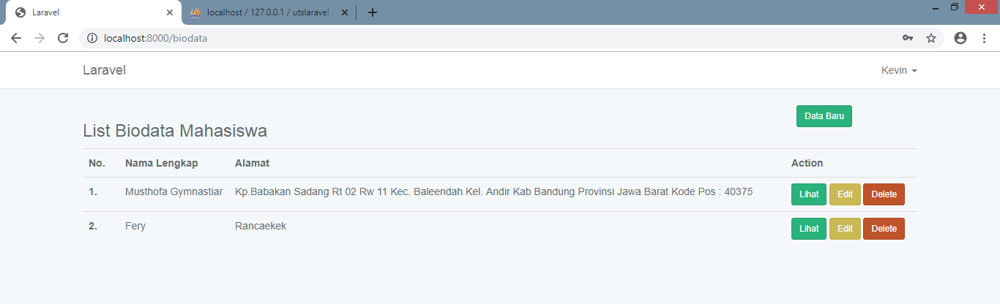 Laravel
localhost / 127.0.0.1 / utslaravel /
localhost:8000/biodata
Laravel
Kevin
Data Baru
List Biodata Mahasiswa
No. Nama Lengkap Alamat Action
1. Musthofa Gymnastiar Kp.Babakan Sadang Rt 02 Rw 11 Kec. Baleendah Kel. Andir Kab Bandung Provinsi Jawa Barat Kode Pos : 40375 Lihat Edit Delete
2. Fery Rancaekek Lihat Edit Delete